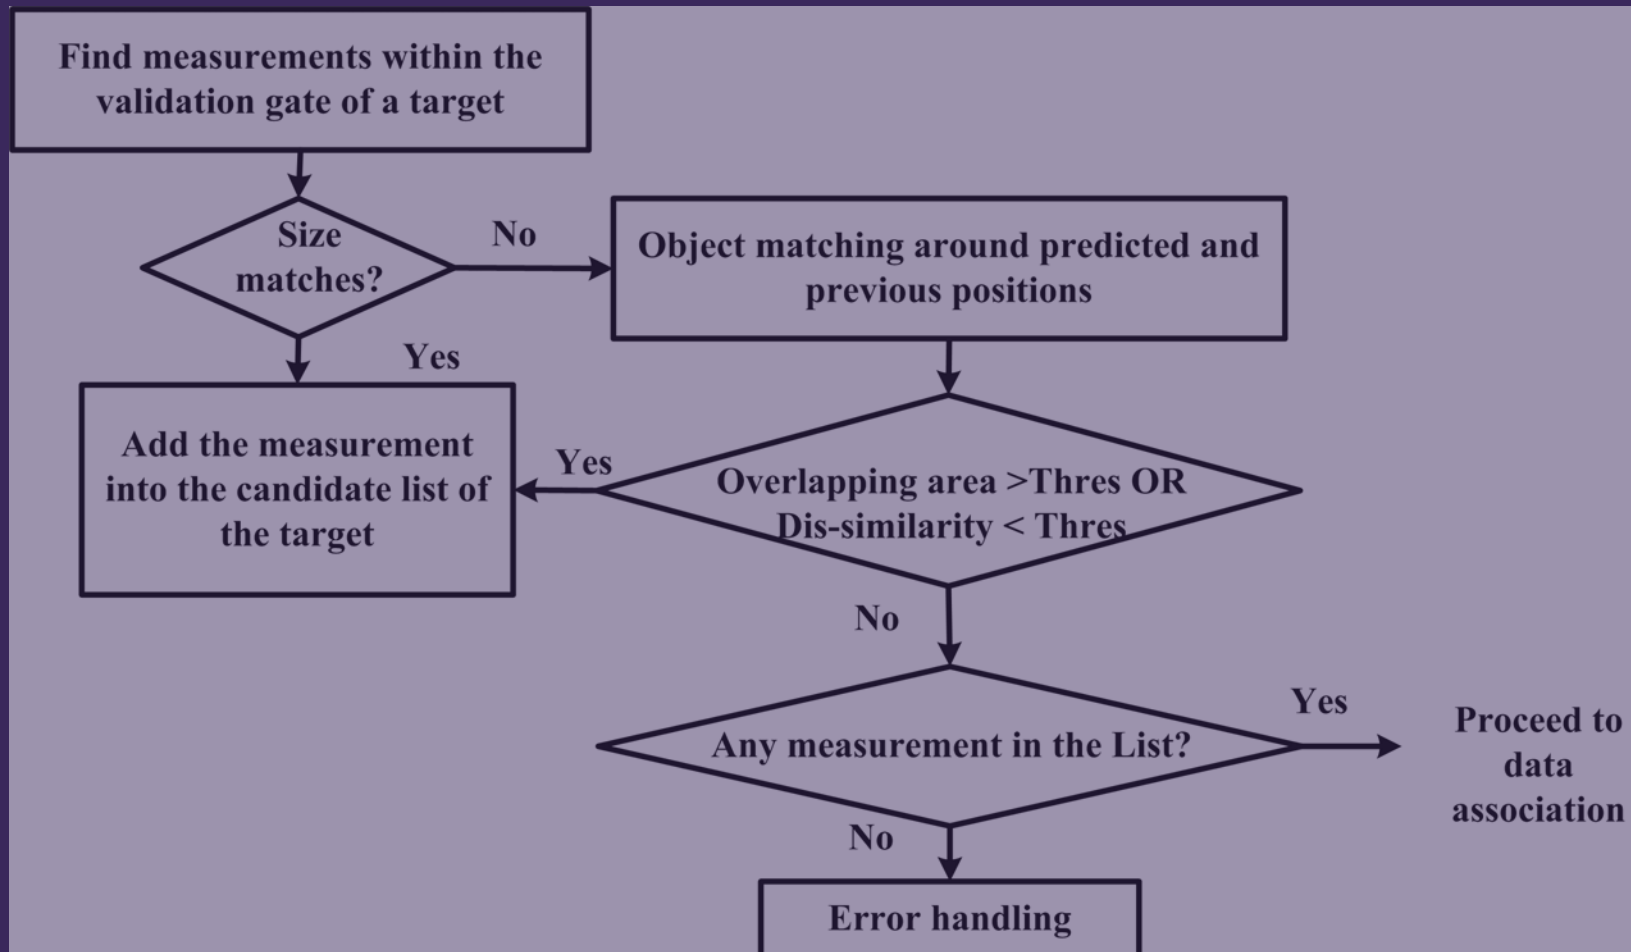 Find measurements within the
validation gate of a target
Size
matches?
No
Object matching around predicted and
previous positions
Yes
Add the measurement
into the candidate list of
the target
Yes
Overlapping area >Thres OR
Dis-similarity < Thres
No
Any measurement in the List?
Yes
Proceed to
data
association
No
Error handling